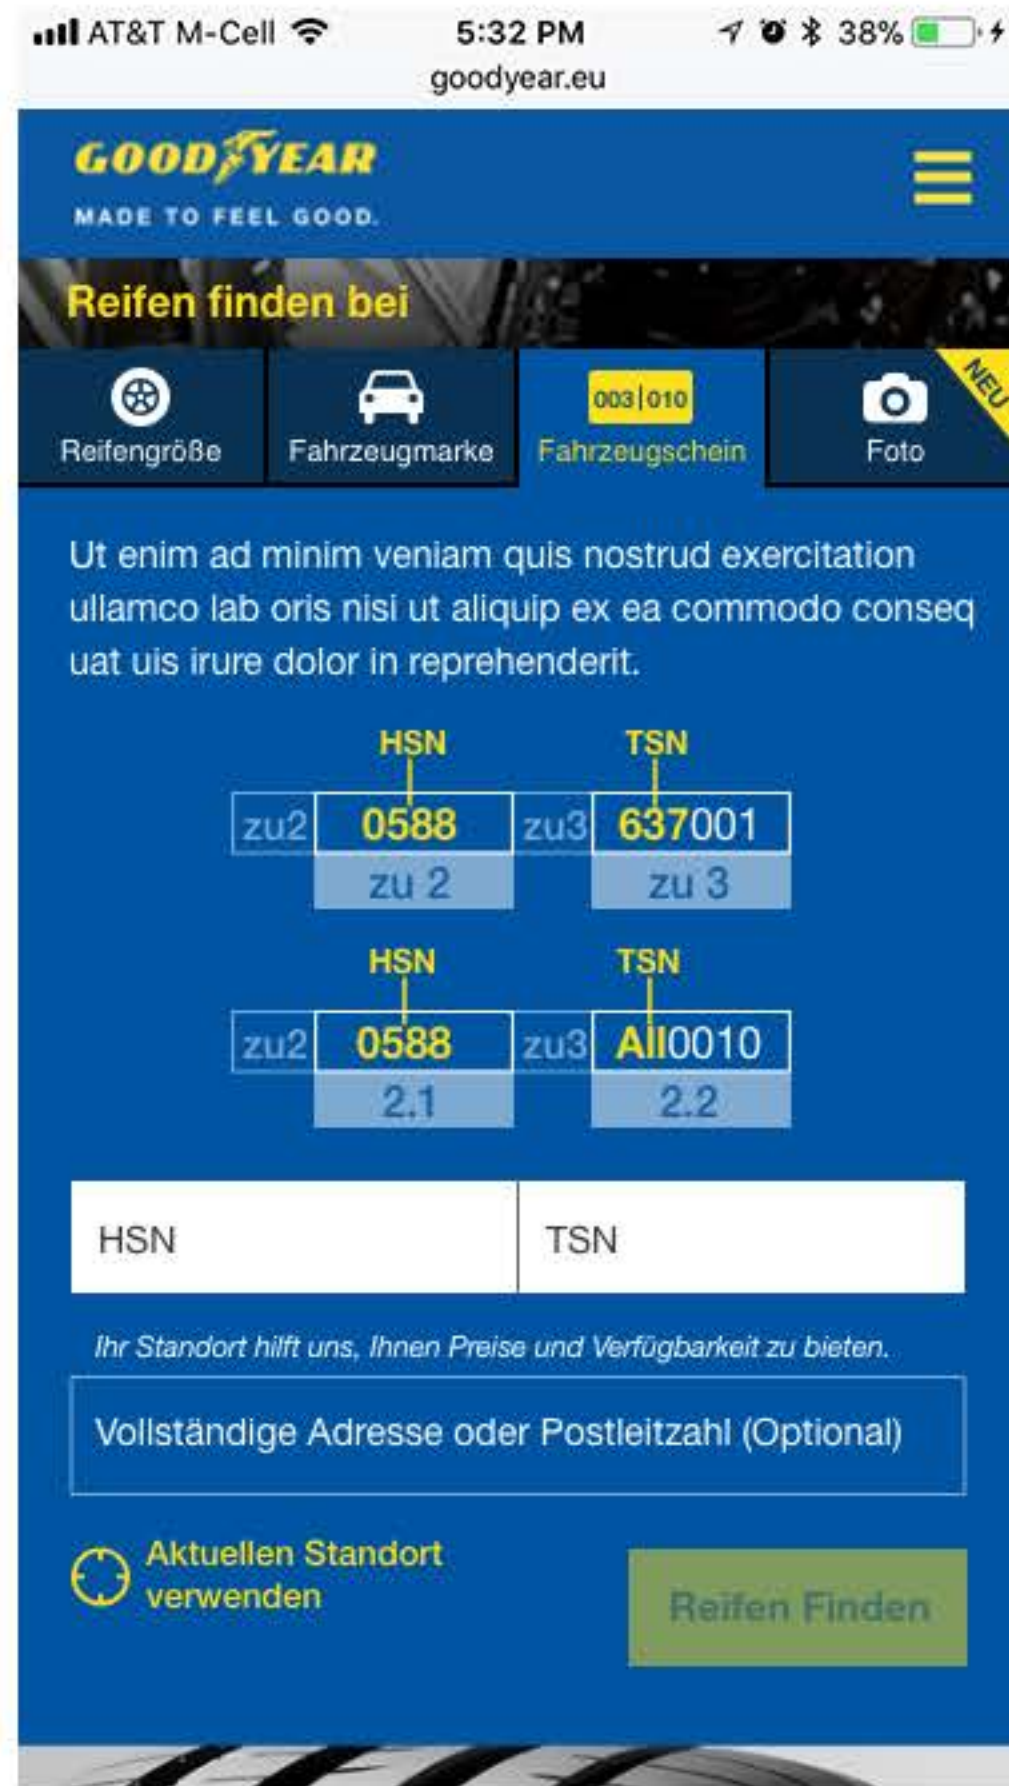 AT&T M-Cell 5:32 PM 38%
goodyear.eu
GOODYEAR
MADE TO FEEL GOOD.
Reifen finden bei
NEU
003|010
Reifengröße Fahrzeugmarke Fahrzeugschein Foto
Ut enim ad minim veniam quis nostrud exercitation
ullamco lab oris nisi ut aliquip ex ea commodo conseq
uat uis irure dolor in reprehenderit.
HSN TSN
zu2 0588 zu3 637001
zu 2 zu 3
HSN TSN
zu2 0588 zu3 All0010
2.1 2.2
HSN TSN
Ihr Standort hilft uns, Ihnen Preise und Verfügbarkeit zu bieten.
Vollständige Adresse oder Postleitzahl (Optional)
Aktuellen Standort
verwenden
Reifen Finden